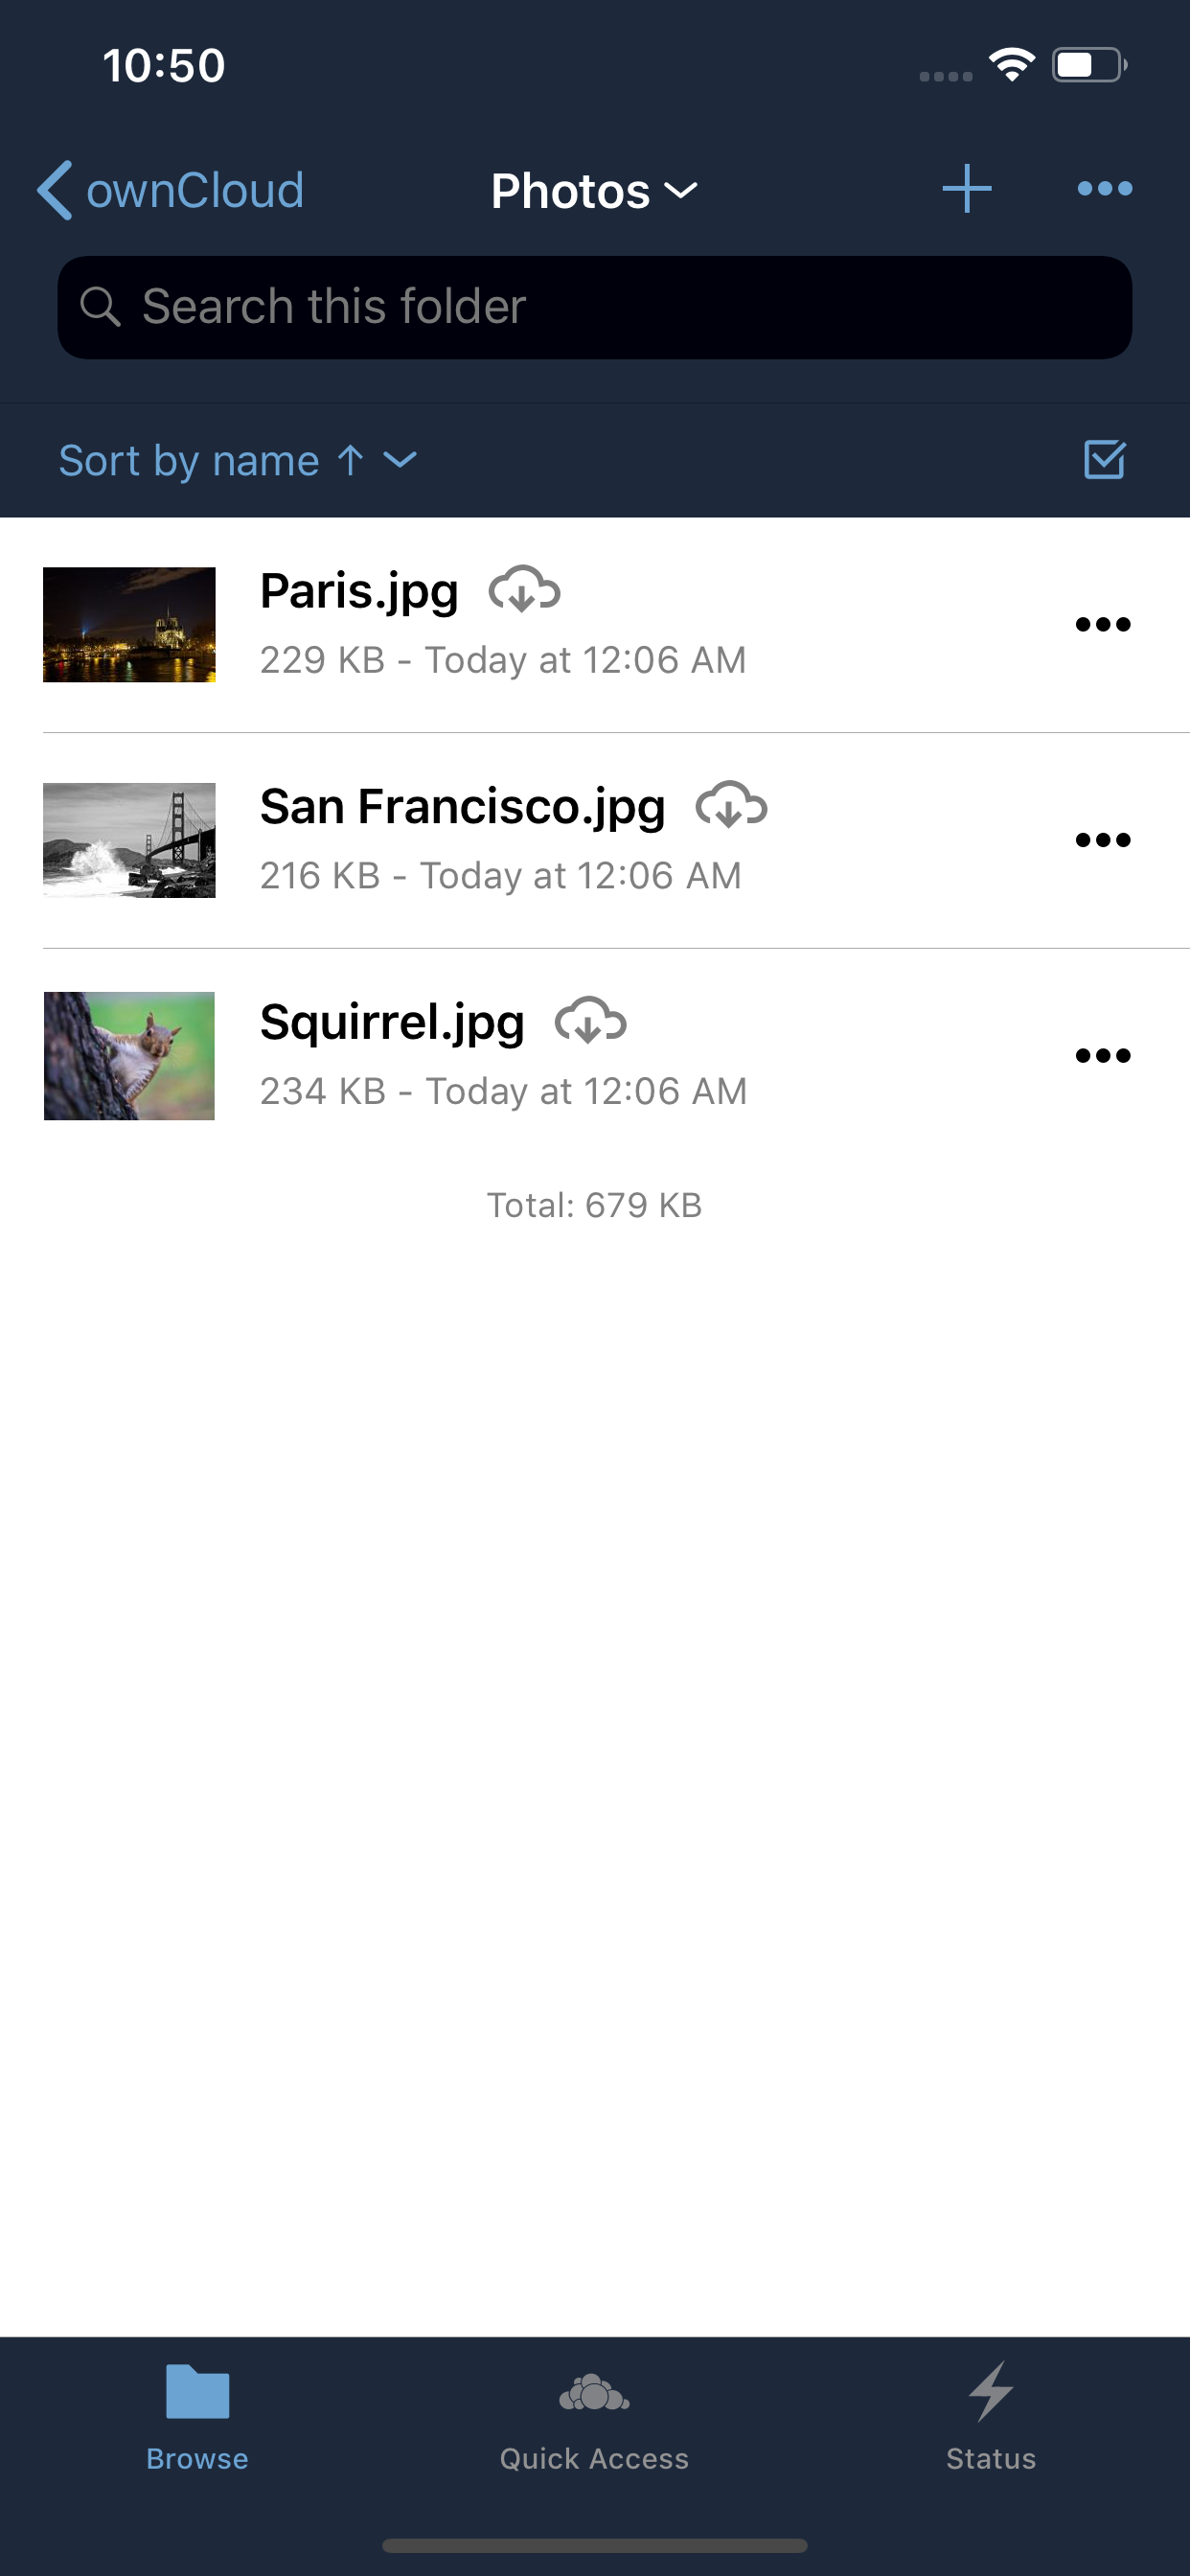 10:50
ownCloud
Photos
Search this folder
Sort by name ↑
Paris.jpg
229 KB - Today at 12:06 AM
San Francisco.jpg
216 KB - Today at 12:06 AM
Squirrel.jpg
234 KB - Today at 12:06 AM
Total: 679 KB
Browse
Quick Access
Status